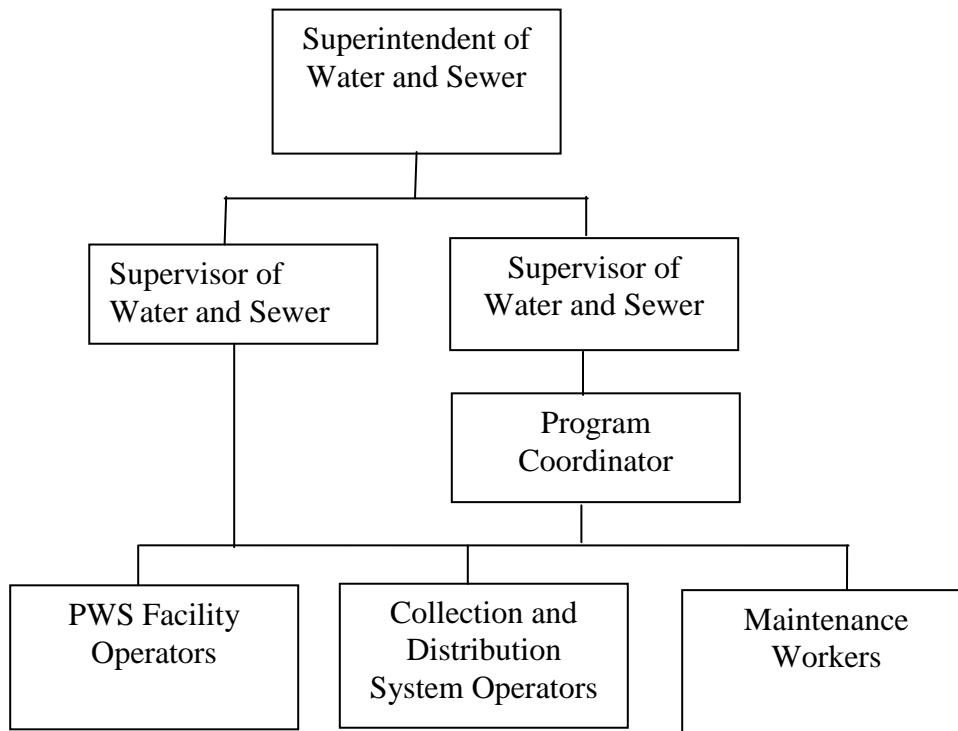 Superintendent of
Water and Sewer
Supervisor of
Water and Sewer
Supervisor of
Water and Sewer
Program
Coordinator
PWS Facility
Operators
Collection and
Distribution
System Operators
Maintenance
Workers